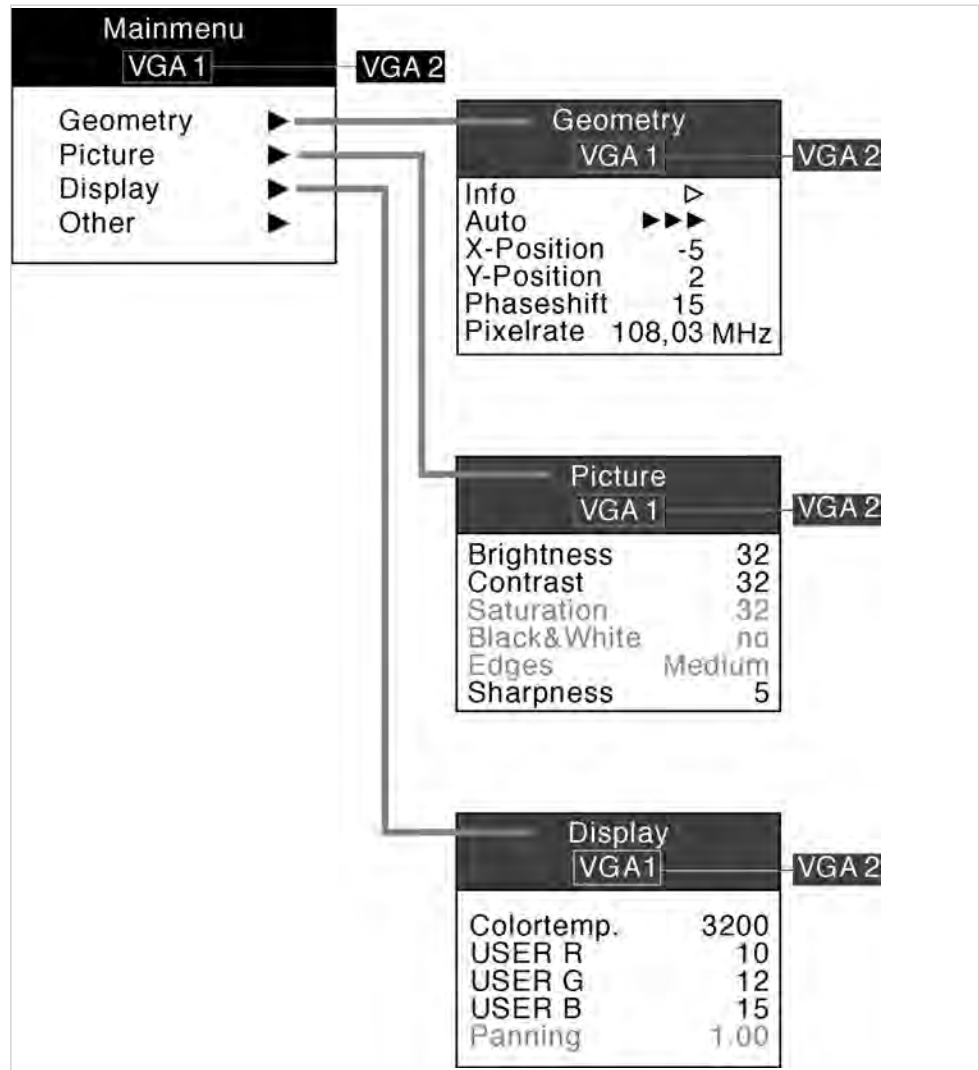 Mainmenu
VGA 1 VGA 2
Geometry ▶
Picture ▶
Display ▶
Other ▶
Geometry
VGA 1 VGA 2
Info ▷
Auto ▶▶▶
X-Position -5
Y-Position 2
Phaseshift 15
Pixelrate 108,03 MHz
Picture
VGA 1 VGA 2
Brightness 32
Contrast 32
Saturation 32
Black&White no
Edges Medium
Sharpness 5
Display
VGA1 VGA 2
Colortemp. 3200
USER R 10
USER G 12
USER B 15
Panning 1.00